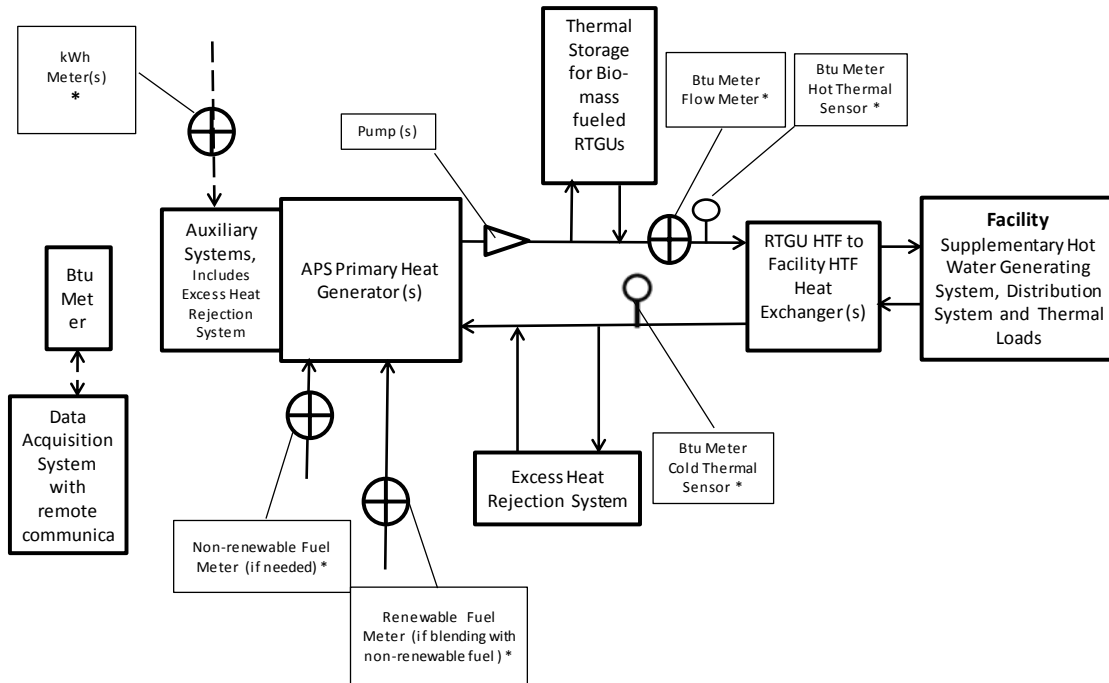 kWh
Meter(s)
*
Thermal
Storage
for Bio-
mass
fueled
RTGUs
Btu Meter
Flow Meter *
Btu Meter
Hot Thermal
Sensor *
Pump (s)
Auxiliary
Systems,
Includes
Excess Heat
Rejection
System
APS Primary Heat
Generator (s)
RTGU HTF to
Facility HTF
Heat
Exchanger (s)
Facility
Supplementary Hot
Water Generating
System, Distribution
System and Thermal
Loads
Btu
Met
er
Data
Acquisition
System
with
remote
communica
Excess Heat
Rejection System
Btu Meter
Cold Thermal
Sensor *
Non-renewable Fuel
Meter (if needed) *
Renewable Fuel
Meter (if blending with
non-renewable fuel ) *